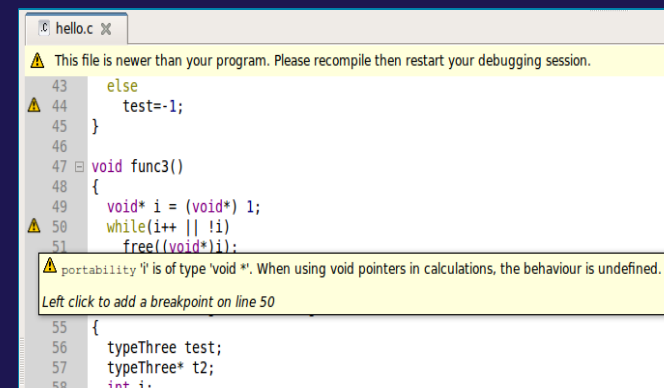 hello.c
This file is newer than your program. Please recompile then restart your debugging session.
43 else
44 test=-1;
45 }
46
47 void func3()
48 {
49 void* i = (void*) 1;
50 while(i++ || !i)
51 free((void*)i);
portability 'i' is of type 'void *'. When using void pointers in calculations, the behaviour is undefined.
Left click to add a breakpoint on line 50
55 {
56 typeThree test;
57 typeThree* t2;
58 int i;